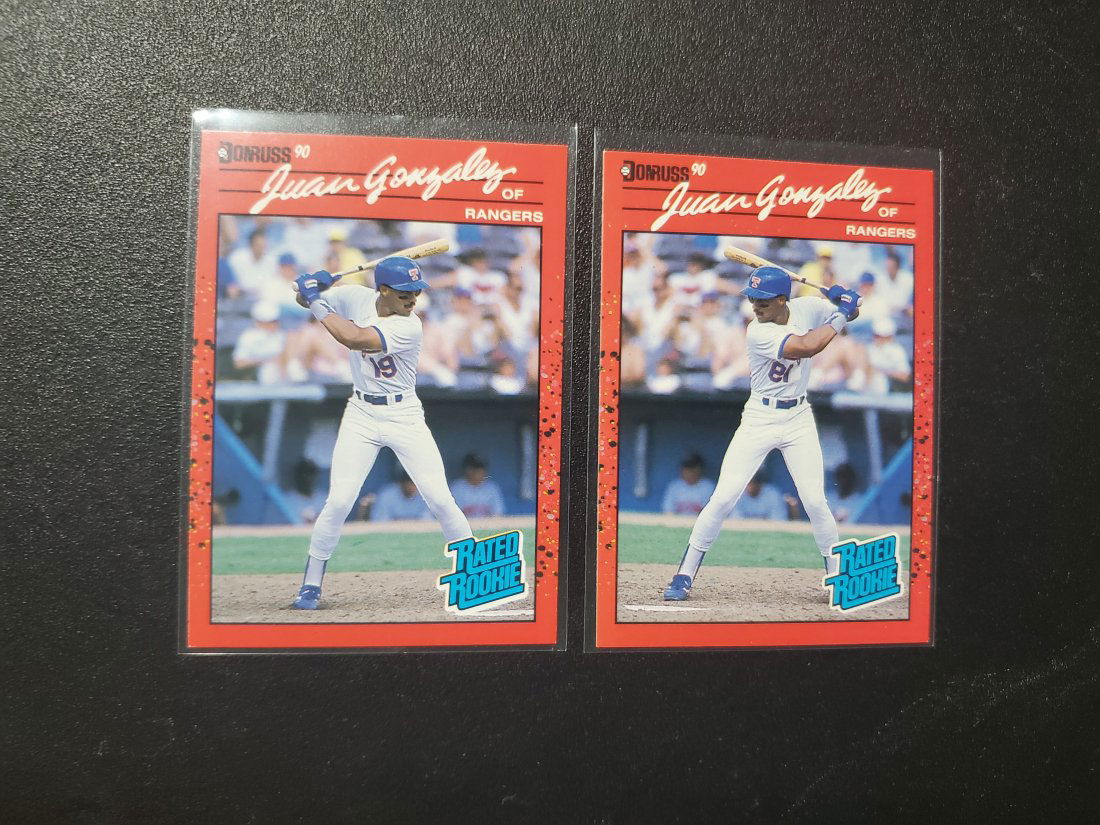 DONRUSS 90
Juan Gonzalez OF
RANGERS
T
19
RATED
ROOKIE
DONRUSS 90
Juan Gonzalez OF
RANGERS
T
RATED
ROOKIE